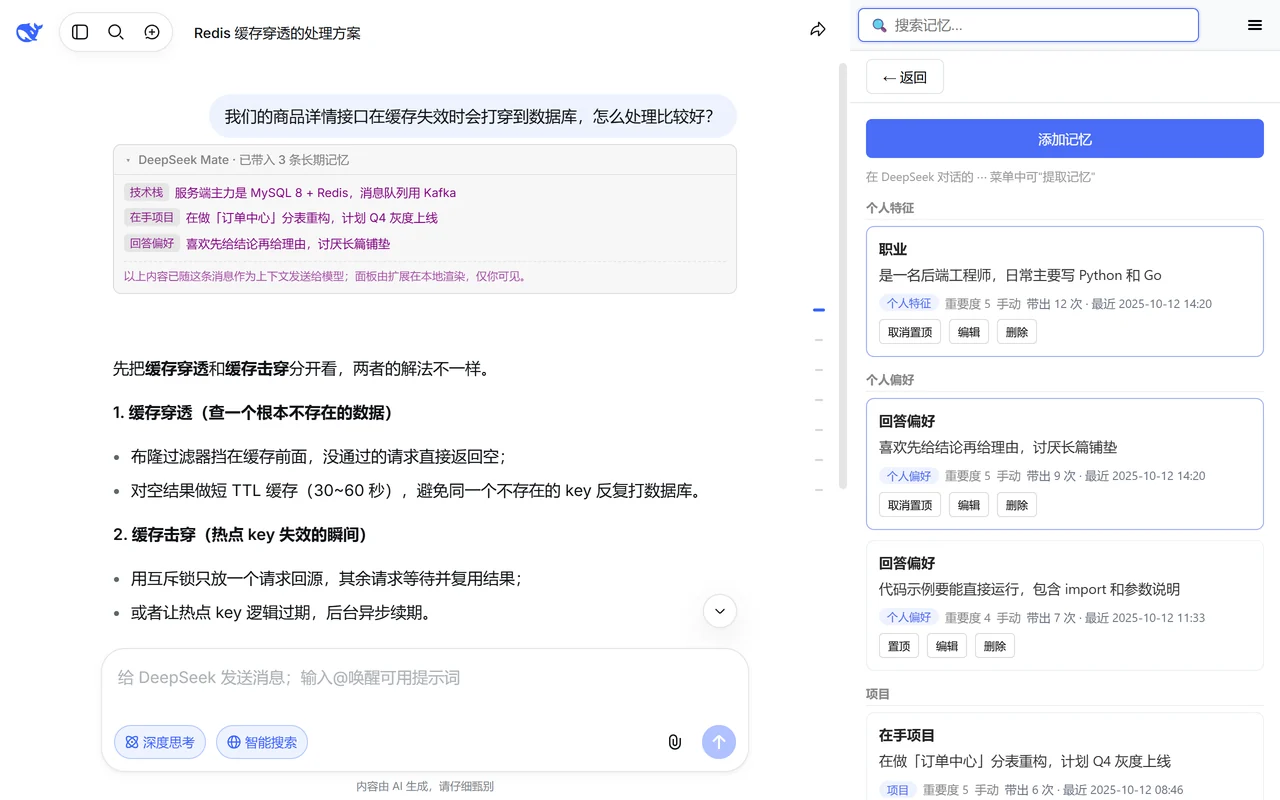 Redis 缓存穿透的处理方案
我们的商品详情接口在缓存失效时会打穿到数据库，怎么处理比较好？
DeepSeek Mate · 已带入 3 条长期记忆
技术栈 服务端主力是 MySQL 8 + Redis，消息队列用 Kafka
在手项目 在做「订单中心」分表重构，计划 Q4 灰度上线
回答偏好 喜欢先给结论再给理由，讨厌长篇铺垫
以上内容已随这条消息作为上下文发送给模型；面板由扩展在本地渲染，仅你可见。
先把缓存穿透和缓存击穿分开看，两者的解法不一样。
1. 缓存穿透（查一个根本不存在的数据）
• 布隆过滤器挡在缓存前面，没通过的请求直接返回空；
• 对空结果做短 TTL 缓存（30~60 秒），避免同一个不存在的 key 反复打数据库。
2. 缓存击穿（热点 key 失效的瞬间）
• 用互斥锁只放一个请求回源，其余请求等待并复用结果；
• 或者让热点 key 逻辑过期，后台异步续期。
给 DeepSeek 发送消息；输入@唤醒可用提示词
深度思考 智能搜索
内容由 AI 生成，请仔细甄别
搜索记忆...
←返回
添加记忆
在 DeepSeek 对话的 ··· 菜单中可"提取记忆"
个人特征
职业
是一名后端工程师，日常主要写 Python 和 Go
个人特征 重要度 5 手动 带出 12 次 · 最近 2025-10-12 14:20
取消置顶 编辑 删除
个人偏好
回答偏好
喜欢先给结论再给理由，讨厌长篇铺垫
个人偏好 重要度 5 手动 带出 9 次 · 最近 2025-10-12 14:20
取消置顶 编辑 删除
回答偏好
代码示例要能直接运行，包含 import 和参数说明
个人偏好 重要度 4 手动 带出 7 次 · 最近 2025-10-12 11:33
置顶 编辑 删除
项目
在手项目
在做「订单中心」分表重构，计划 Q4 灰度上线
项目 重要度 5 手动 带出 6 次 · 最近 2025-10-12 08:46